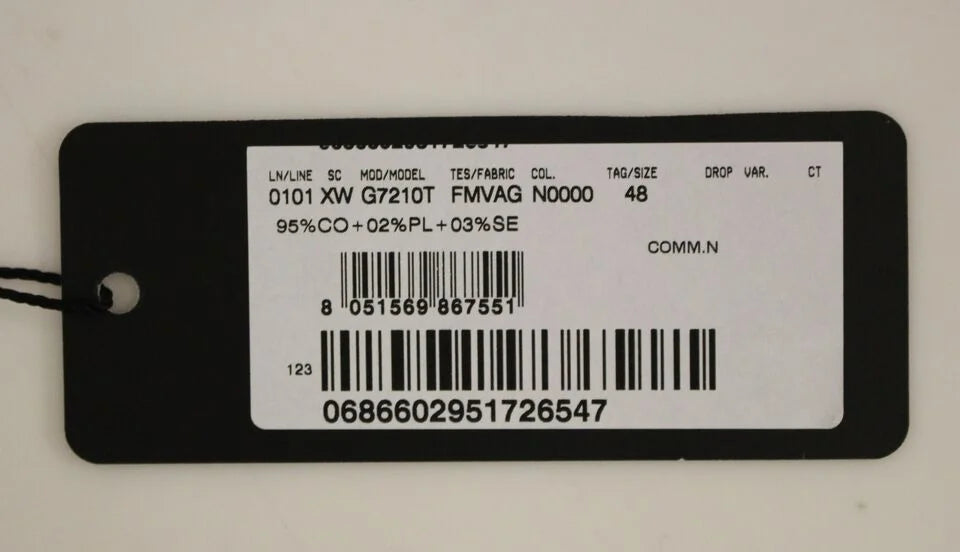 LN/LINE SC MOD/MODEL TES/FABRIC COL. TAG/SIZE DROP VAR. CT
0101 XW G7210T FMVAG N0000 48
95%CO+02%PL+03%SE
COMM.N
8 051569 867551
123
0686602951726547